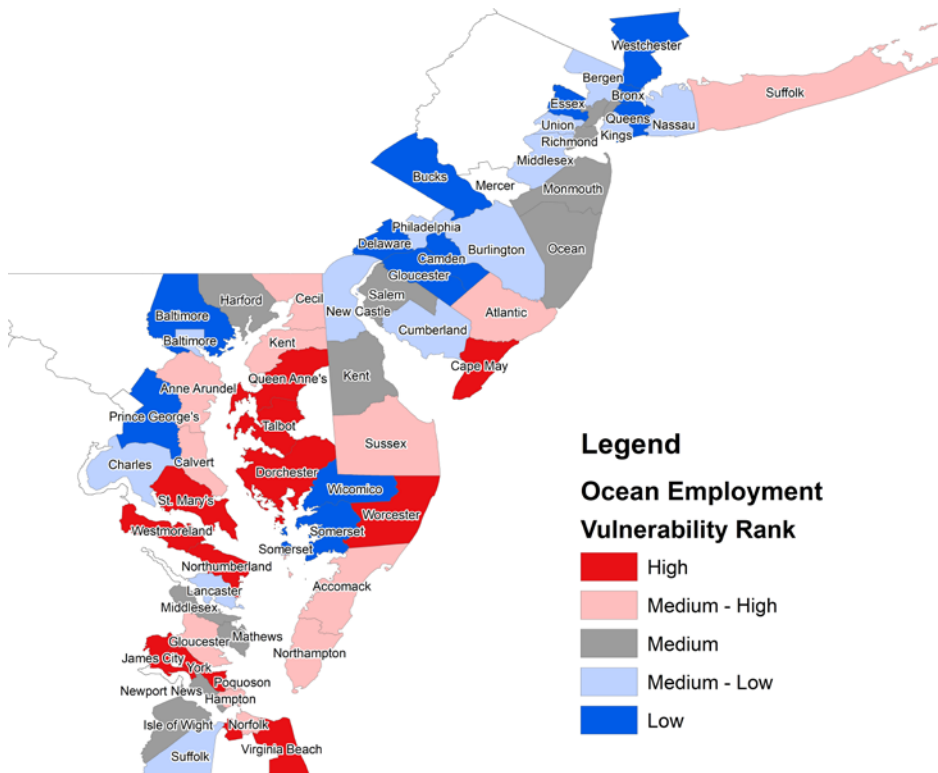 Westchester
Bergen
Suffolk
Bronx
Essex
Queens
Union
Nassau
Kings
Richmond
Middlesex
Bucks
Mercer
Monmouth
Philadelphia
Delaware
Burlington
Ocean
Camden
Gloucester
Salem
Harford
Cecil
New Castle
Atlantic
Baltimore
Cumberland
Baltimore
Kent
Cape May
Queen Anne's
Kent
Anne Arundel
Prince George's
Talbot
Sussex
Charles
Calvert
Dorchester
Wicomico
St. Mary's
Worcester
Westmoreland
Somerset
Somerset
Northumberland
Accomack
Lancaster
Middlesex
Mathews
Gloucester
Northampton
James City
York
Poquoson
Newport News
Hampton
Isle of Wight
Norfolk
Virginia Beach
Suffolk
Legend
Ocean Employment
Vulnerability Rank
High
Medium - High
Medium
Medium - Low
Low